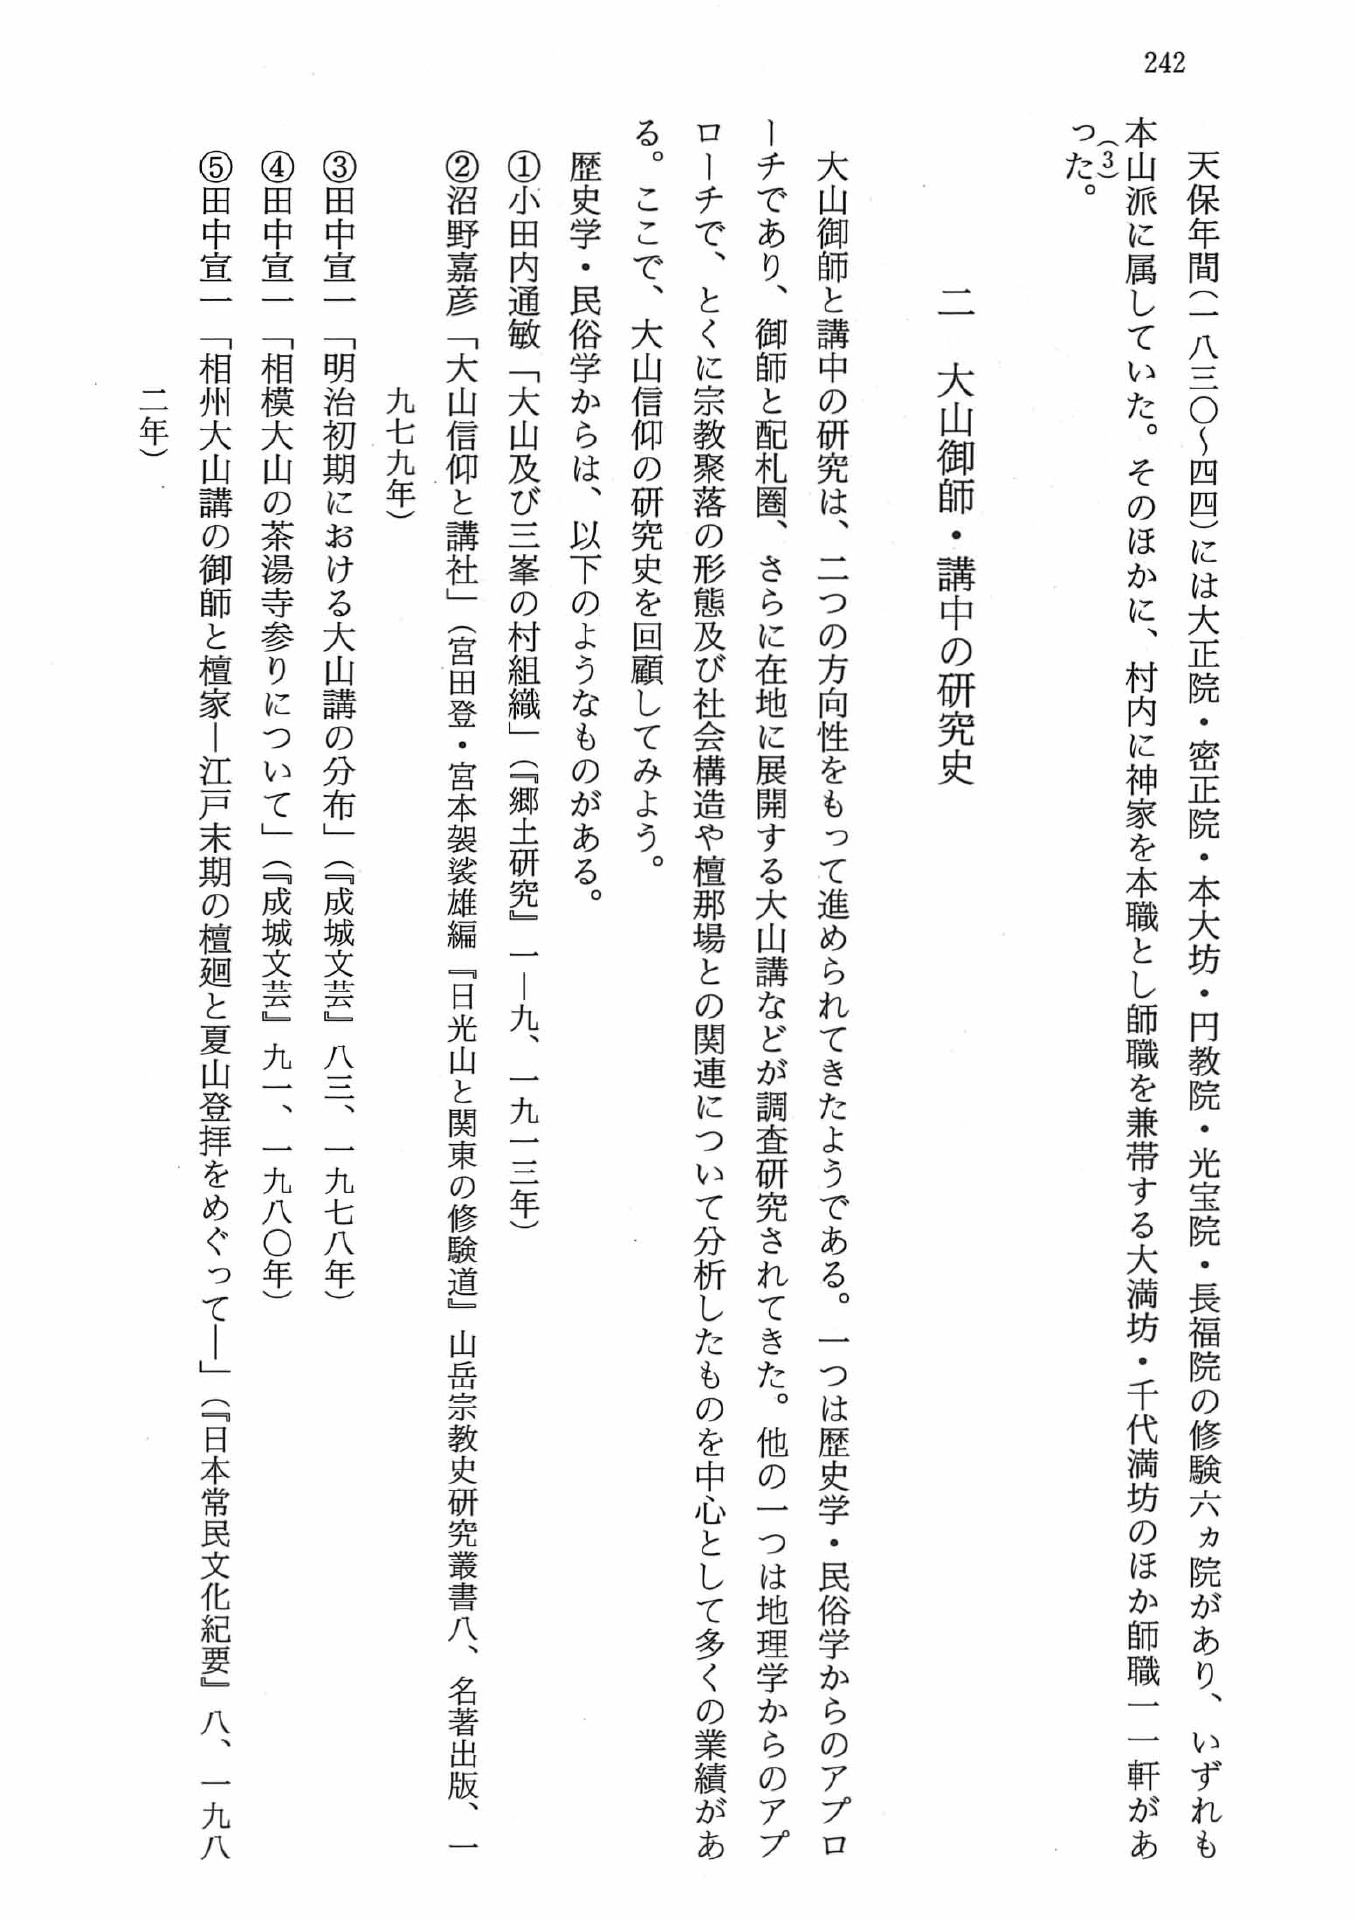 242
天保年間（一八三〇～四四）には大正院・密正院・本大坊・円教院・光宝院・長福院の修験六ヵ院があり、いずれも
本山派に属していた。そのほかに、村内に神家を本職とし師職を兼帯する大満坊・千代満坊のほか師職一一軒があ
った。(3)
二　大山御師・講中の研究史
大山御師と講中の研究は、二つの方向性をもって進められてきたようである。一つは歴史学・民俗学からのアプロ
ーチであり、御師と配札圏、さらに在地に展開する大山講などが調査研究されてきた。他の一つは地理学からのアプ
ローチで、とくに宗教聚落の形態及び社会構造や檀那場との関連について分析したものを中心として多くの業績があ
る。ここで、大山信仰の研究史を回顧してみよう。
歴史学・民俗学からは、以下のようなものがある。
①小田内通敏「大山及び三峯の村組織」（『郷土研究』一―九、一九一三年）
②沼野嘉彦「大山信仰と講社」（宮田登・宮本袈裟雄編『日光山と関東の修験道』山岳宗教史研究叢書八、名著出版、一
九七九年）
③田中宣一「明治初期における大山講の分布」（『成城文芸』八三、一九七八年）
④田中宣一「相模大山の茶湯寺参りについて」（『成城文芸』九一、一九八〇年）
⑤田中宣一「相州大山講の御師と檀家―江戸末期の檀廻と夏山登拝をめぐって―」（『日本常民文化紀要』八、一九八
二年）